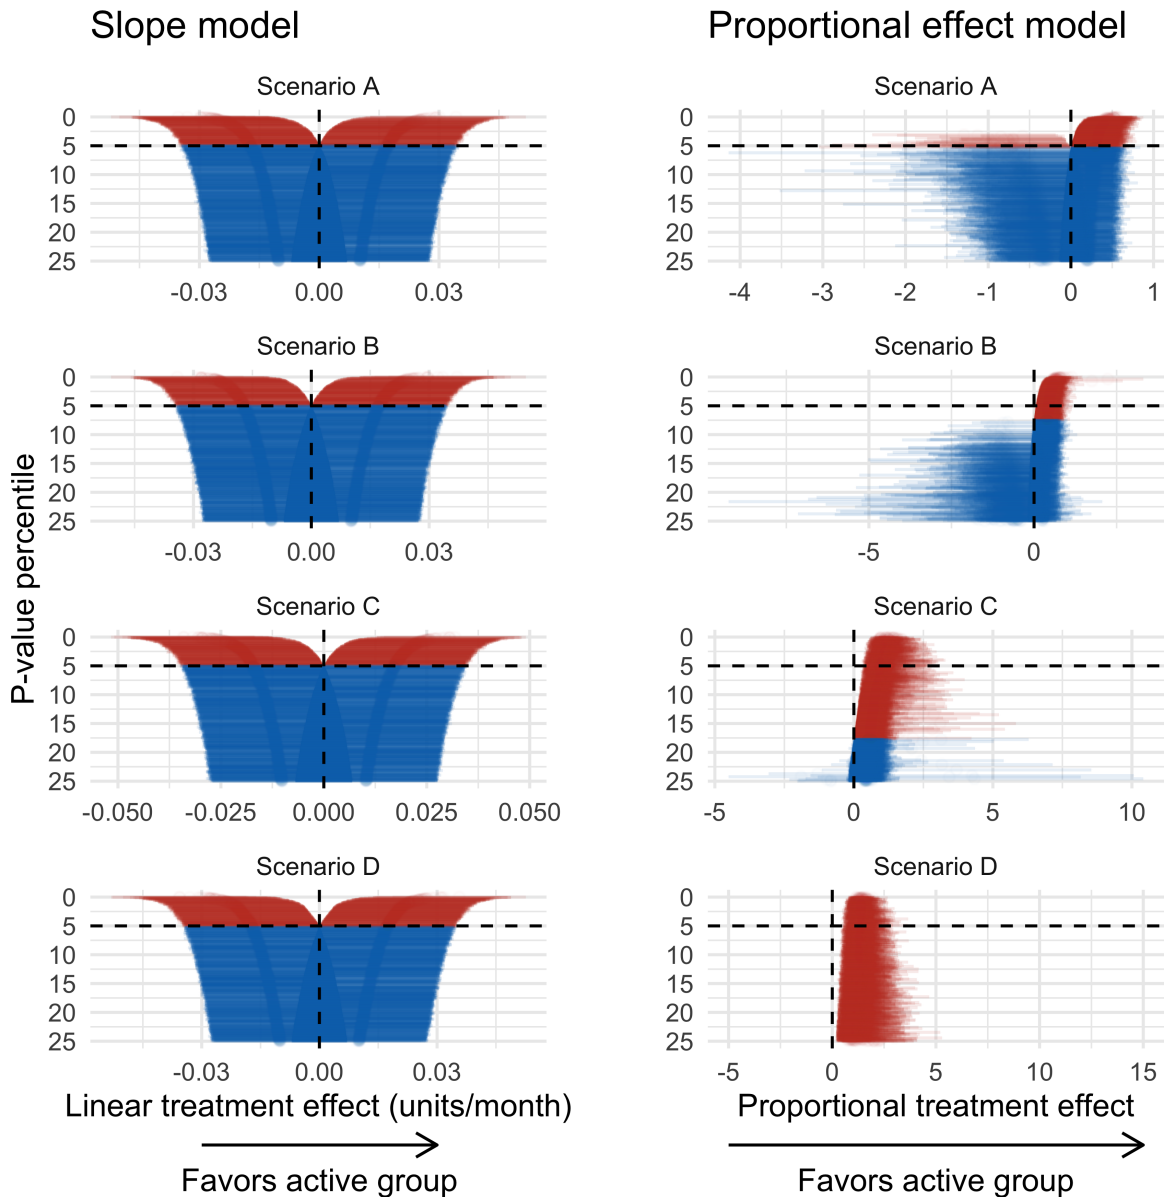 Slope model
Proportional effect model
Scenario A
Scenario A
0
5
10
15
20
25
-0.03 0.00 0.03
0
5
10
15
20
25
-4 -3 -2 -1 0 1
Scenario B
Scenario B
0
5
10
15
20
25
-0.03 0.00 0.03
0
5
10
15
20
25
-5 0
P-value percentile
Scenario C
Scenario C
0
5
10
15
20
25
-0.050 -0.025 0.000 0.025 0.050
0
5
10
15
20
25
-5 0 5 10
Scenario D
Scenario D
0
5
10
15
20
25
-0.03 0.00 0.03
0
5
10
15
20
25
-5 0 5 10 15
Linear treatment effect (units/month)
Proportional treatment effect
Favors active group
Favors active group